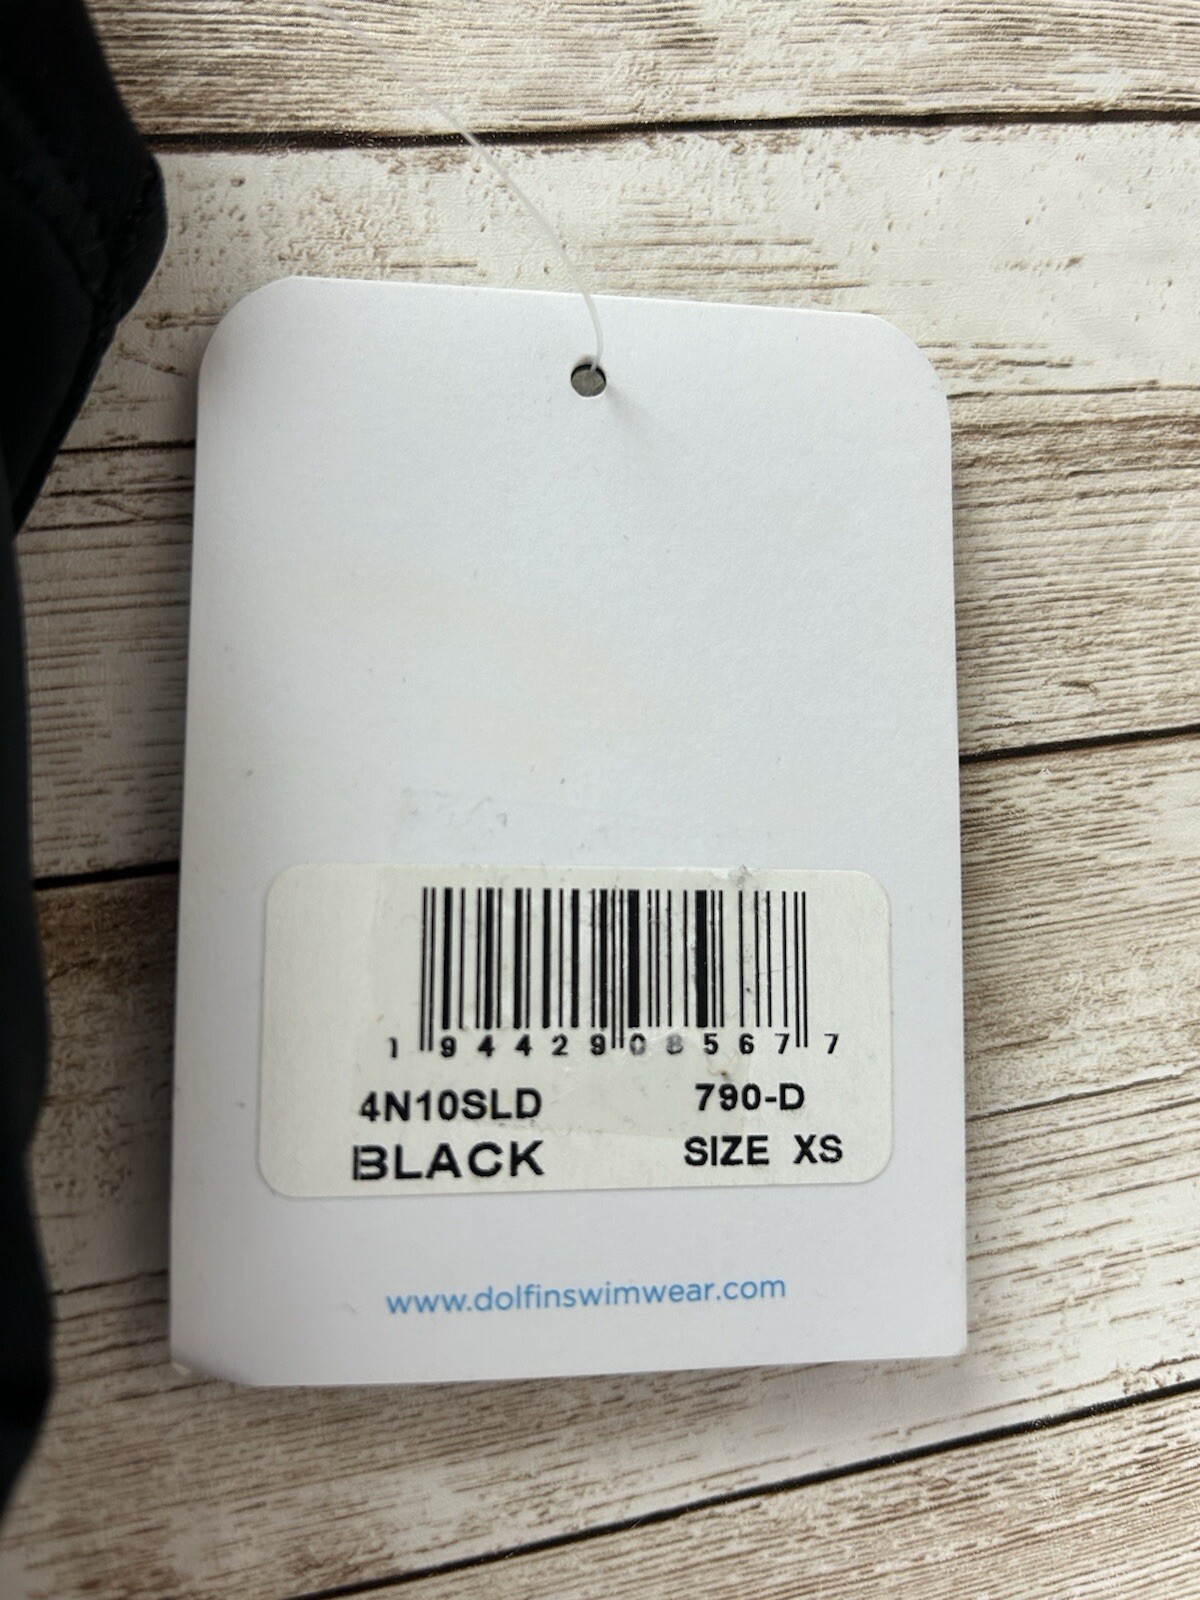 1 94429 08567 7
4N10SLD 790-D
BLACK SIZE XS
www.dolfinswimwear.com